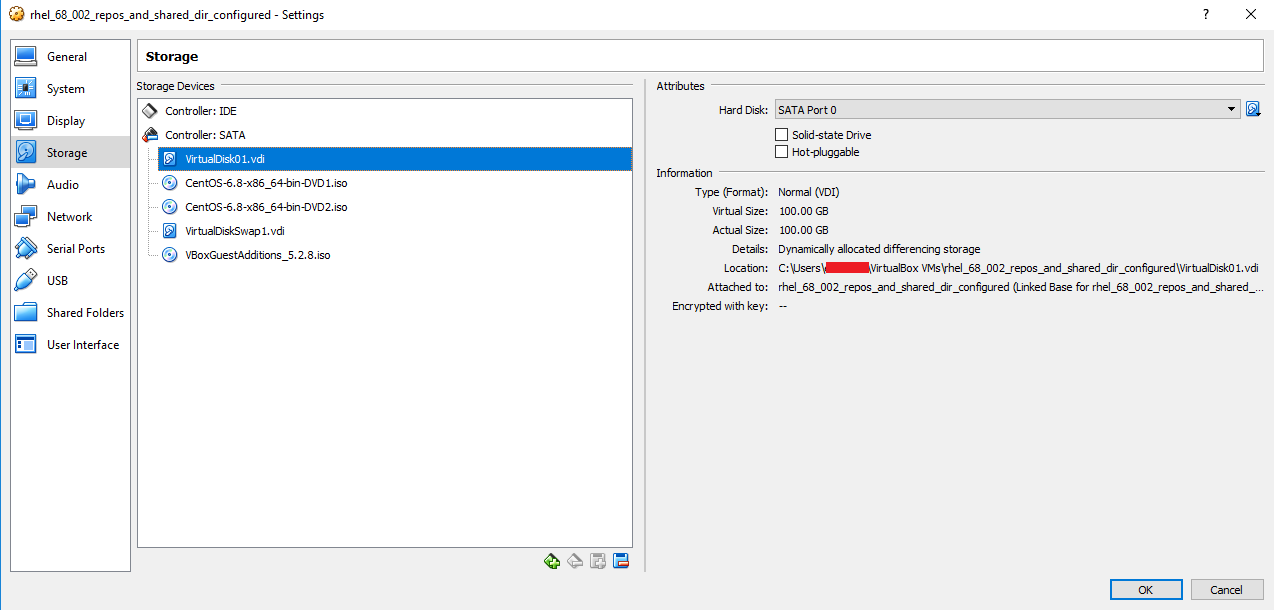 rhel_68_002_repos_and_shared_dir_configured - Settings
?
General
System
Display
Storage
Audio
Network
Serial Ports
USB
Shared Folders
User Interface
Storage
Storage Devices
Controller: IDE
Controller: SATA
VirtualDisk01.vdi
CentOS-6.8-x86_64-bin-DVD1.iso
CentOS-6.8-x86_64-bin-DVD2.iso
VirtualDiskSwap1.vdi
VBoxGuestAdditions_5.2.8.iso
Attributes
Hard Disk: SATA Port 0
Solid-state Drive
Hot-pluggable
Information
Type (Format): Normal (VDI)
Virtual Size: 100.00 GB
Actual Size: 100.00 GB
Details: Dynamically allocated differencing storage
Location: C:\Users\ \VirtualBox VMs\rhel_68_002_repos_and_shared_dir_configured\VirtualDisk01.vdi
Attached to: rhel_68_002_repos_and_shared_dir_configured (Linked Base for rhel_68_002_repos_and_shared_...
Encrypted with key: --
OK
Cancel